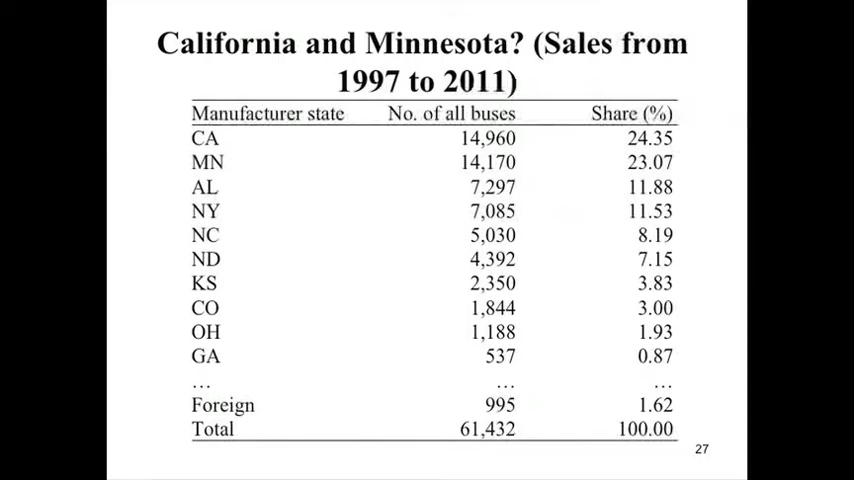 California and Minnesota? (Sales from
1997 to 2011)
Manufacturer state No. of all buses Share (%)
CA 14,960 24.35
MN 14,170 23.07
AL 7,297 11.88
NY 7,085 11.53
NC 5,030 8.19
ND 4,392 7.15
KS 2,350 3.83
CO 1,844 3.00
OH 1,188 1.93
GA 537 0.87
… … …
Foreign 995 1.62
Total 61,432 100.00
27